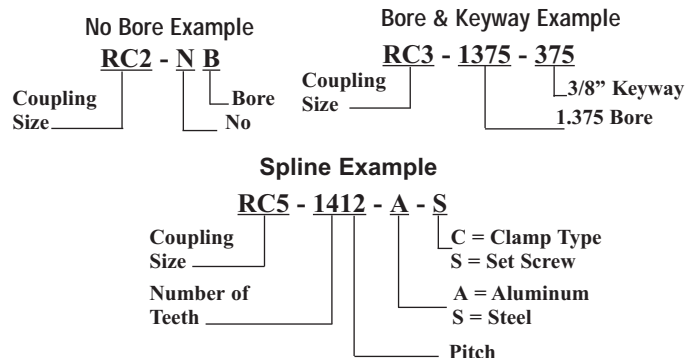 No Bore Example
RC2 - N B
Coupling
Size
Bore
No
Bore & Keyway Example
RC3 - 1375 - 375
Coupling
Size
3/8” Keyway
1.375 Bore
Spline Example
RC5 - 1412 - A - S
Coupling
Size
C = Clamp Type
S = Set Screw
Number of
Teeth
A = Aluminum
S = Steel
Pitch